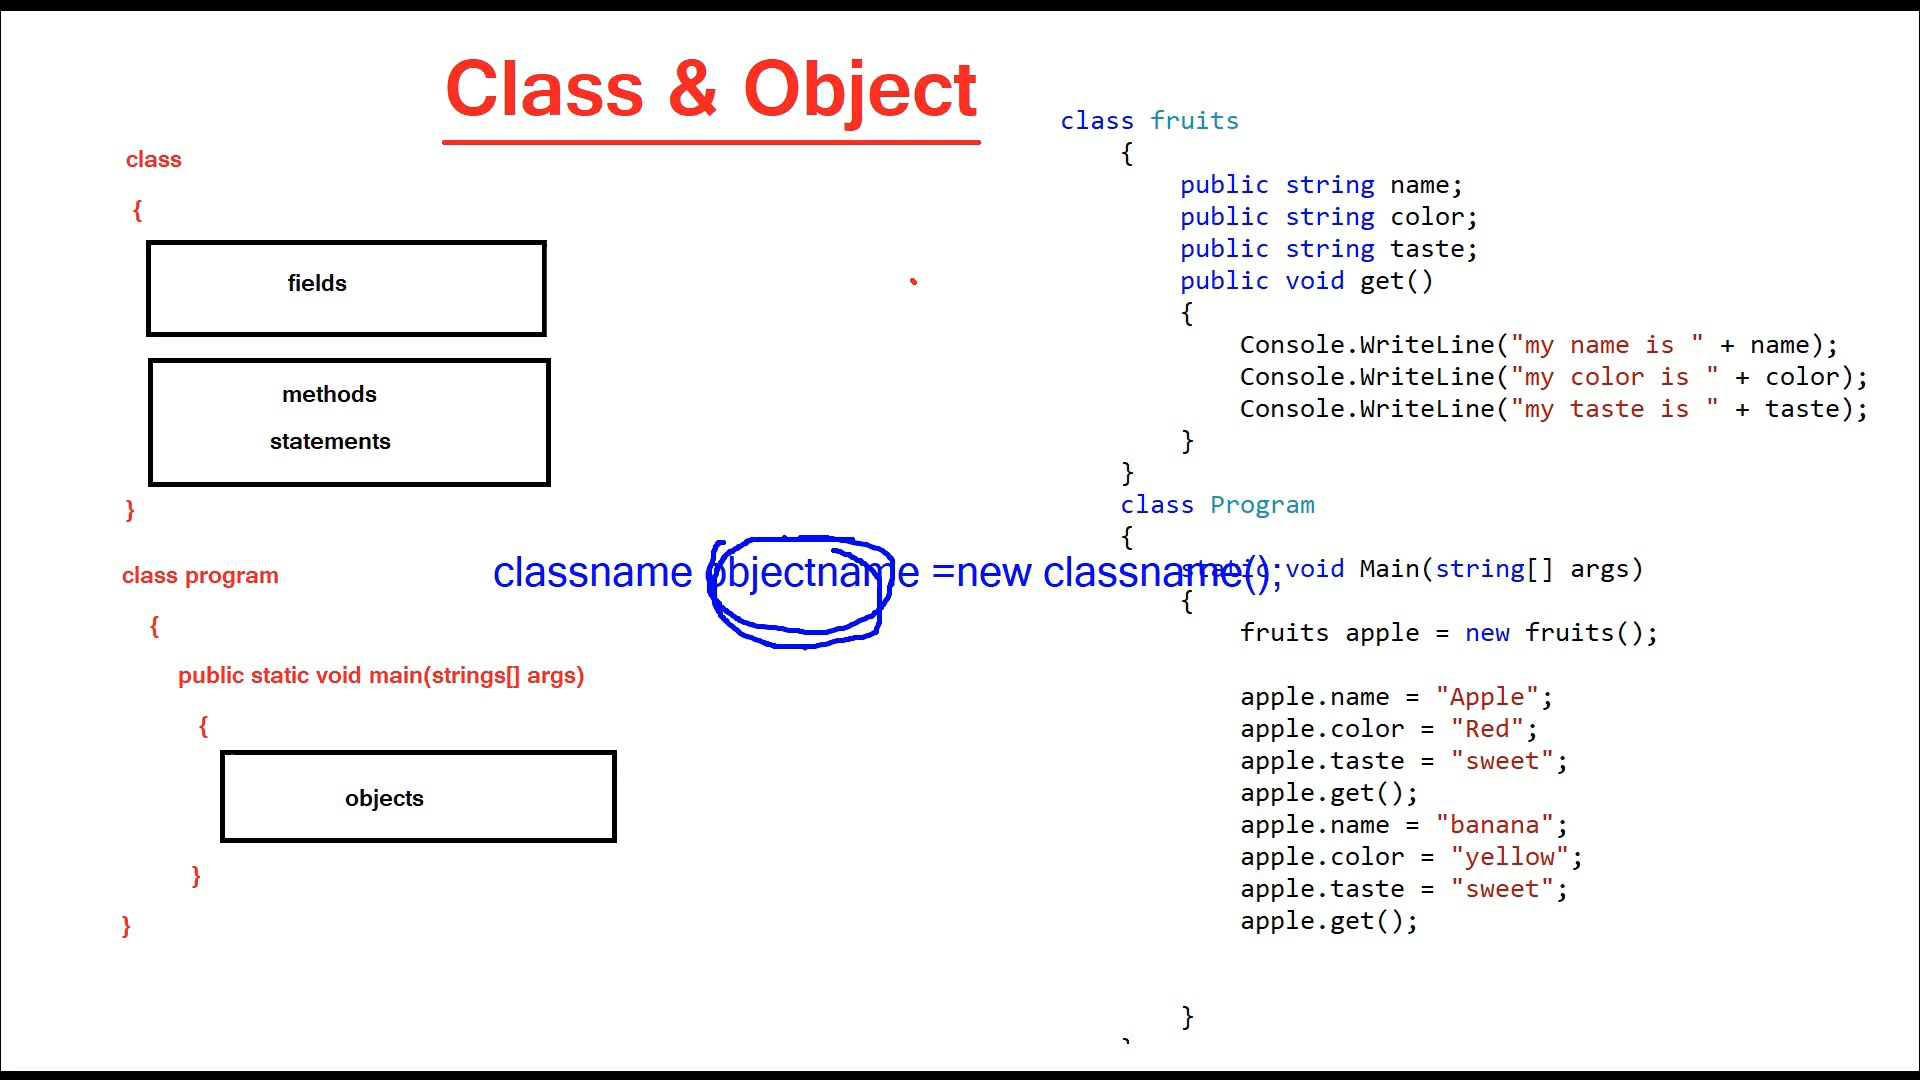 Class & Object
class
{
fields
methods
statements
}
class program
{
public static void main(strings[] args)
{
objects
}
}
classname objectname =new classname();
class fruits
{
public string name;
public string color;
public string taste;
public void get()
{
Console.WriteLine("my name is " + name);
Console.WriteLine("my color is " + color);
Console.WriteLine("my taste is " + taste);
}
}
class Program
{
static void Main(string[] args)
{
fruits apple = new fruits();
apple.name = "Apple";
apple.color = "Red";
apple.taste = "sweet";
apple.get();
apple.name = "banana";
apple.color = "yellow";
apple.taste = "sweet";
apple.get();
}
}